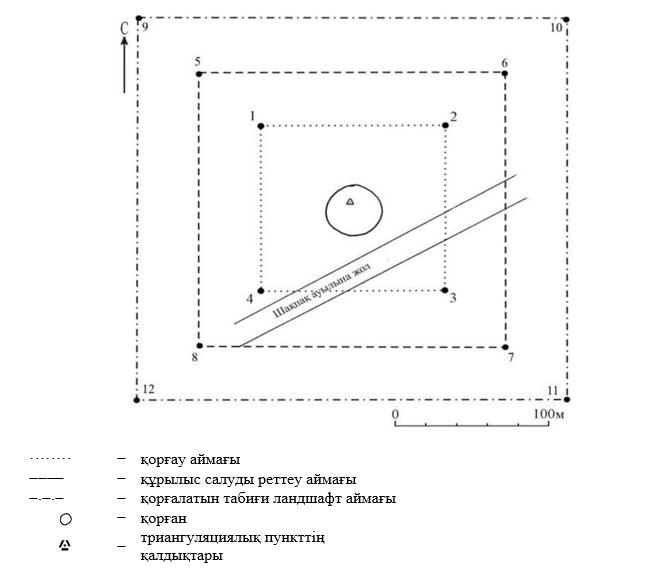 С
9
10
5
6
1
2
Шақпақ ауылына жол
4
3
8
7
12
11
0 100м
– қорғау аймағы
– құрылыс салуды реттеу аймағы
– қорғалатын табиғи ландшафт аймағы
– қорған
– триангуляциялық пункттің
қалдықтары